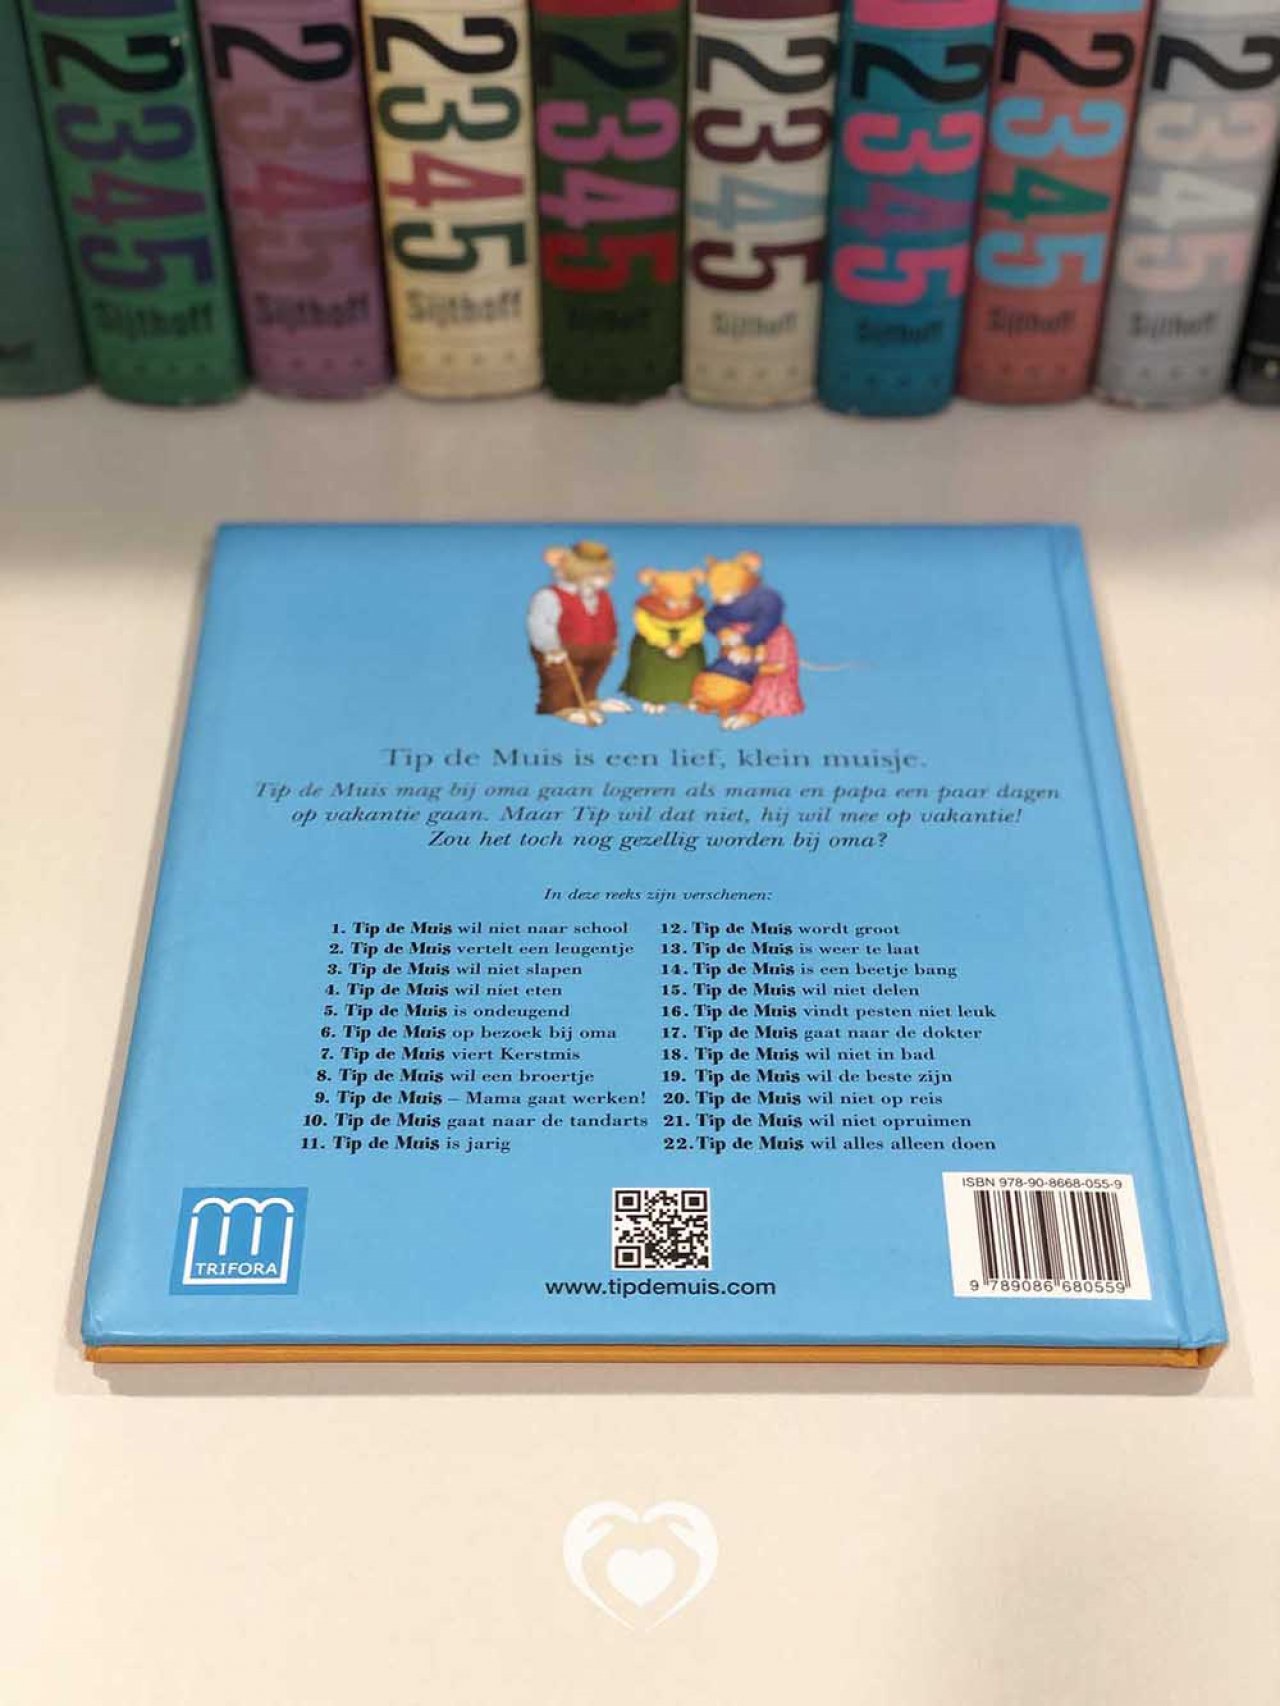 2345
2345
2345
2345
2345
2345
2345
2345
Sijthoff
Sijthoff
Sijthoff
Sijthoff
Sijthoff
Sijthoff
Sijthoff
Sijthoff
Tip de Muis is een lief, klein muisje.
Tip de Muis mag bij oma gaan logeren als mama en papa een paar dagen
op vakantie gaan. Maar Tip wil dat niet, hij wil mee op vakantie!
Zou het toch nog gezellig worden bij oma?
In deze reeks zijn verschenen:
1. Tip de Muis wil niet naar school
2. Tip de Muis vertelt een leugentje
3. Tip de Muis wil niet slapen
4. Tip de Muis wil niet eten
5. Tip de Muis is ondeugend
6. Tip de Muis op bezoek bij oma
7. Tip de Muis viert Kerstmis
8. Tip de Muis wil een broertje
9. Tip de Muis – Mama gaat werken!
10. Tip de Muis gaat naar de tandarts
11. Tip de Muis is jarig
12. Tip de Muis wordt groot
13. Tip de Muis is weer te laat
14. Tip de Muis is een beetje bang
15. Tip de Muis wil niet delen
16. Tip de Muis vindt pesten niet leuk
17. Tip de Muis gaat naar de dokter
18. Tip de Muis wil niet in bad
19. Tip de Muis wil de beste zijn
20. Tip de Muis wil niet op reis
21. Tip de Muis wil niet opruimen
22. Tip de Muis wil alles alleen doen
TRIFORA
www.tipdemuis.com
ISBN 978-90-8668-055-9
9 789086 680559